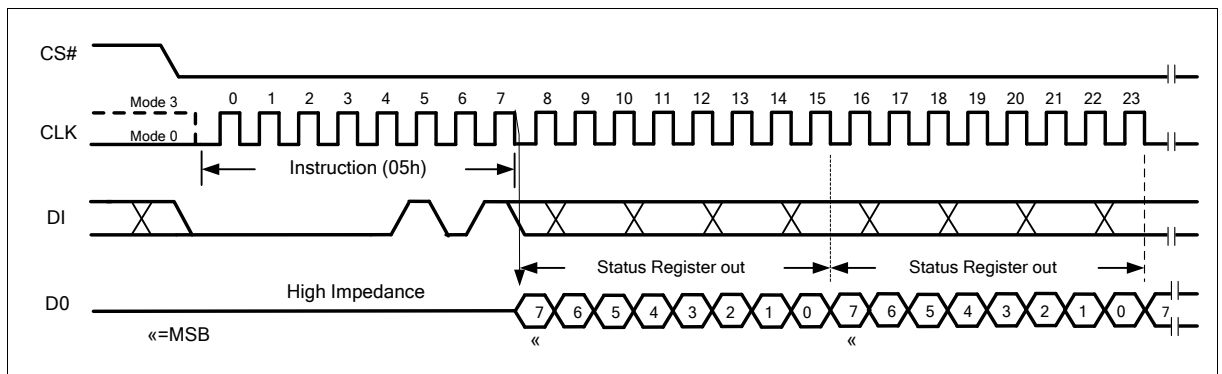 CS#
Mode 3
0 1 2 3 4 5 6 7 8 9 10 11 12 13 14 15 16 17 18 19 20 21 22 23
CLK
Mode 0
Instruction (05h)
DI
Status Register out Status Register out
High Impedance
D0
7 6 5 4 3 2 1 0 7 6 5 4 3 2 1 0 7
«=MSB
« «